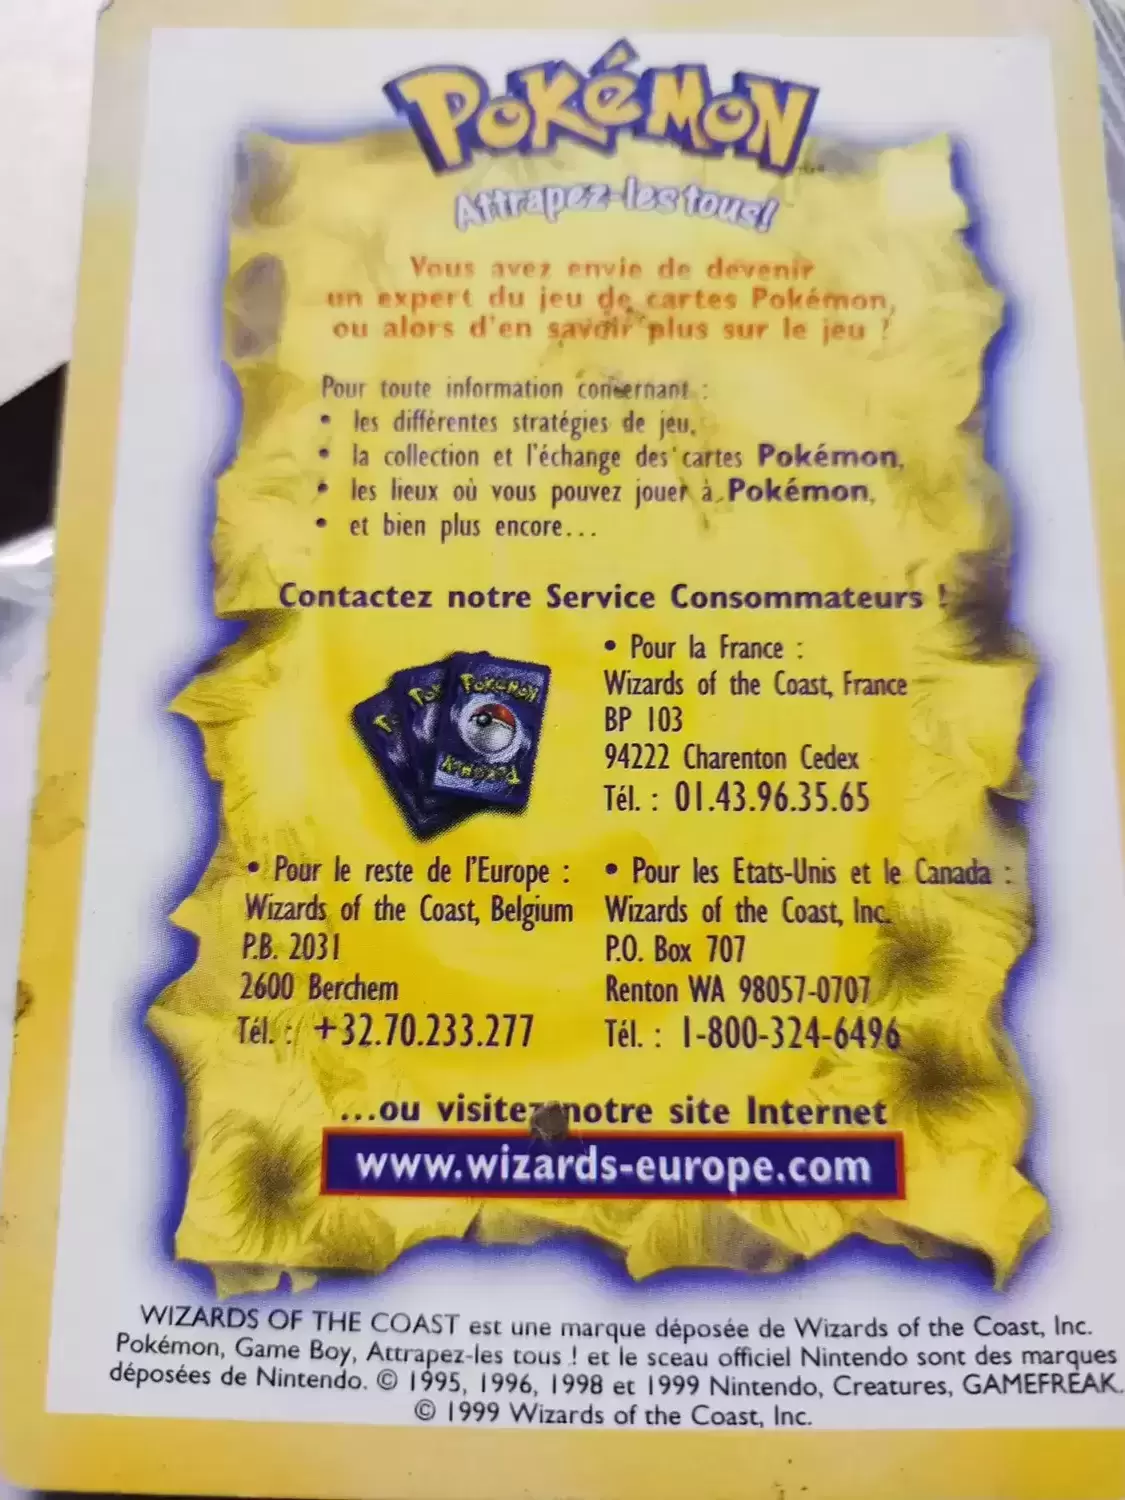 POKéMON
Attrapez-les tous!
Vous avez envie de devenir
un expert du jeu de cartes Pokémon,
ou alors d'en savoir plus sur le jeu ?
Pour toute information concernant :
• les différentes stratégies de jeu,
• la collection et l'échange des cartes Pokémon,
• les lieux où vous pouvez jouer à Pokémon,
• et bien plus encore...
Contactez notre Service Consommateurs !
• Pour la France :
Wizards of the Coast, France
BP 103
94222 Charenton Cedex
Tél. : 01.43.96.35.65
POKéMON
• Pour le reste de l'Europe :
Wizards of the Coast, Belgium
P.B. 2031
2600 Berchem
Tél. : +32.70.233.277
• Pour les Etats-Unis et le Canada :
Wizards of the Coast, Inc.
P.O. Box 707
Renton WA 98057-0707
Tél. : 1-800-324-6496
...ou visitez notre site Internet
www.wizards-europe.com
WIZARDS OF THE COAST est une marque déposée de Wizards of the Coast, Inc.
Pokémon, Game Boy, Attrapez-les tous ! et le sceau officiel Nintendo sont des marques
déposées de Nintendo. © 1995, 1996, 1998 et 1999 Nintendo, Creatures, GAMEFREAK.
© 1999 Wizards of the Coast, Inc.